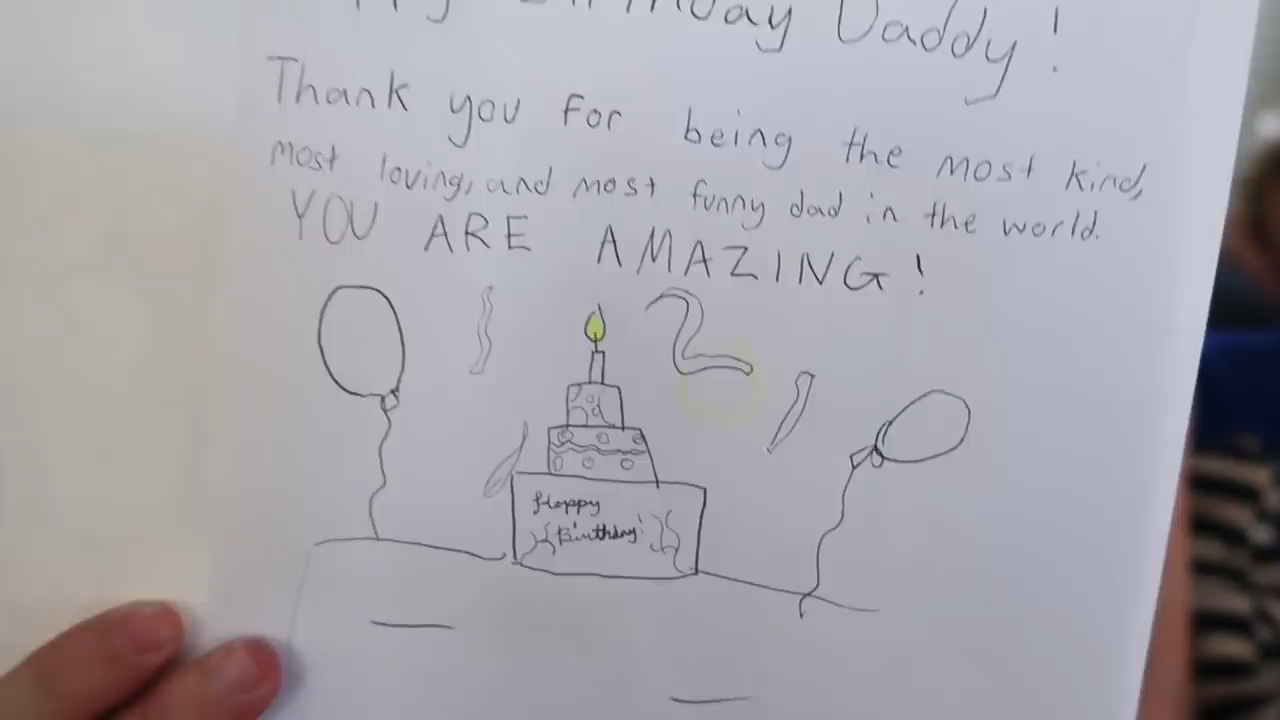 Birthday Daddy!
Thank you for being the most kind,
most loving, and most funny dad in the world.
YOU ARE AMAZING!
Happy
Birthday!